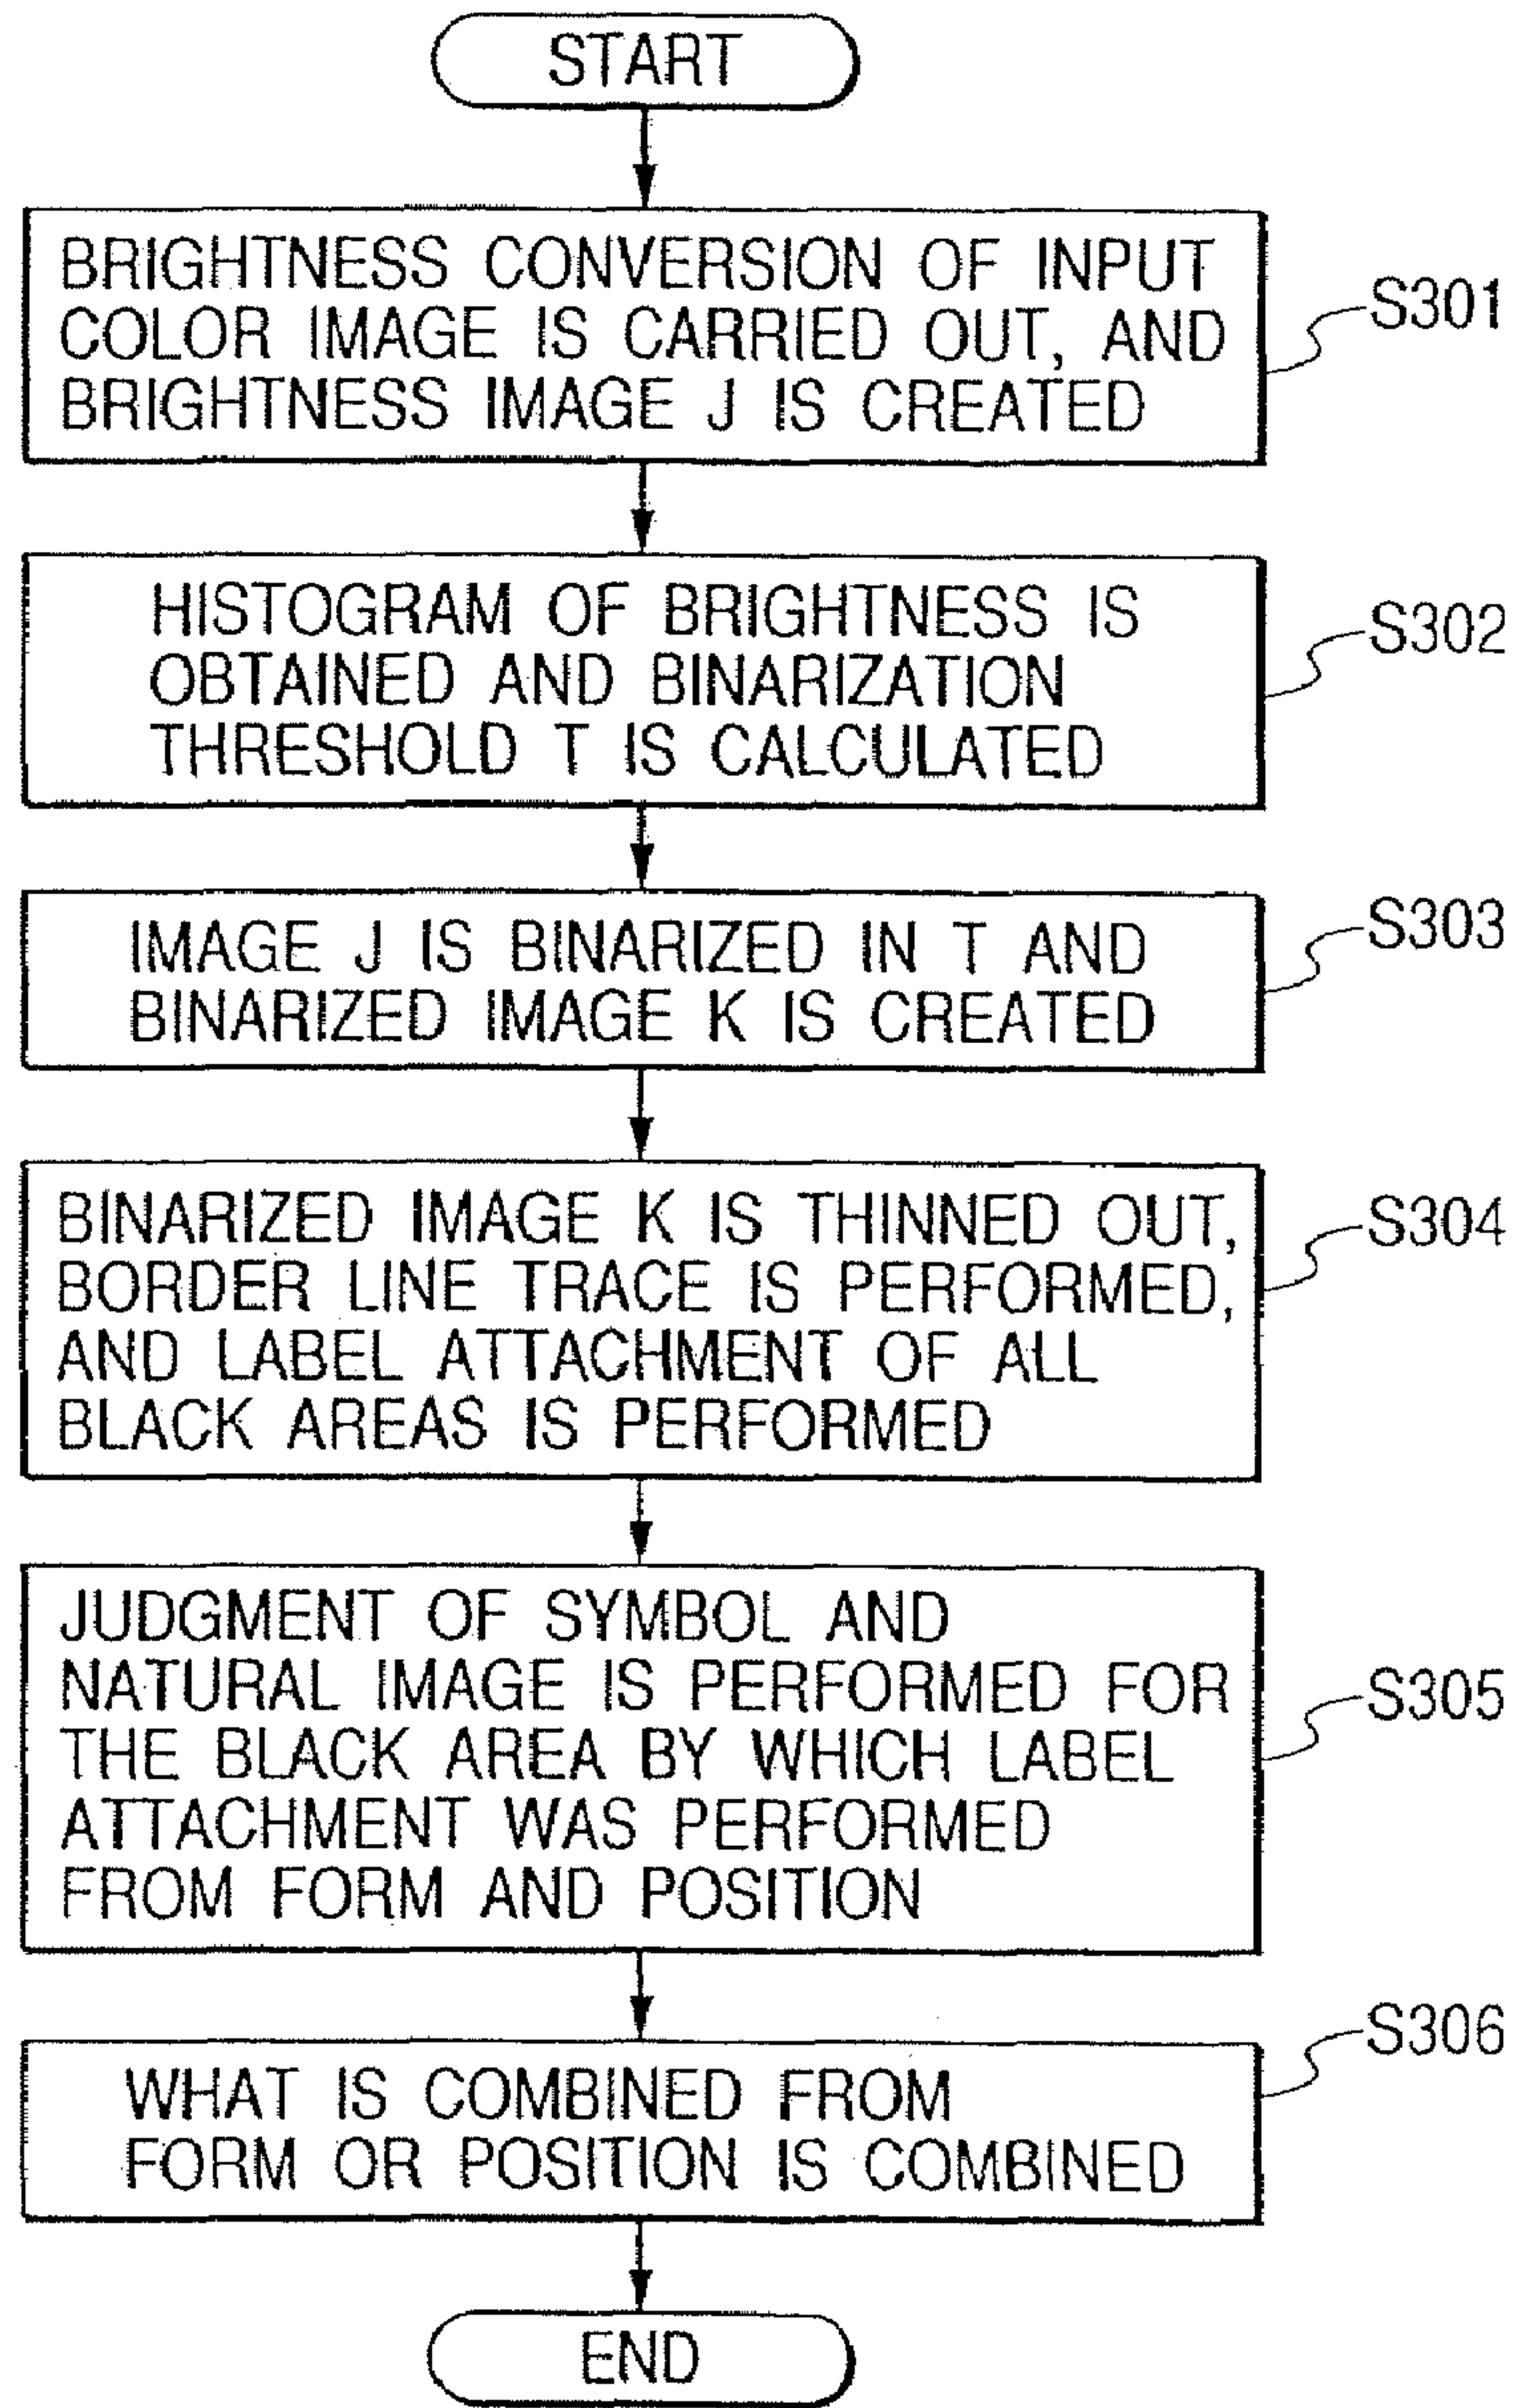 START
BRIGHTNESS CONVERSION OF INPUT
COLOR IMAGE IS CARRIED OUT, AND
BRIGHTNESS IMAGE J IS CREATED
S301
HISTOGRAM OF BRIGHTNESS IS
OBTAINED AND BINARIZATION
THRESHOLD T IS CALCULATED
S302
IMAGE J IS BINARIZED IN T AND
BINARIZED IMAGE K IS CREATED
S303
BINARIZED IMAGE K IS THINNED OUT,
BORDER LINE TRACE IS PERFORMED,
AND LABEL ATTACHMENT OF ALL
BLACK AREAS IS PERFORMED
S304
JUDGMENT OF SYMBOL AND
NATURAL IMAGE IS PERFORMED FOR
THE BLACK AREA BY WHICH LABEL
ATTACHMENT WAS PERFORMED
FROM FORM AND POSITION
S305
WHAT IS COMBINED FROM
FORM OR POSITION IS COMBINED
S306
END